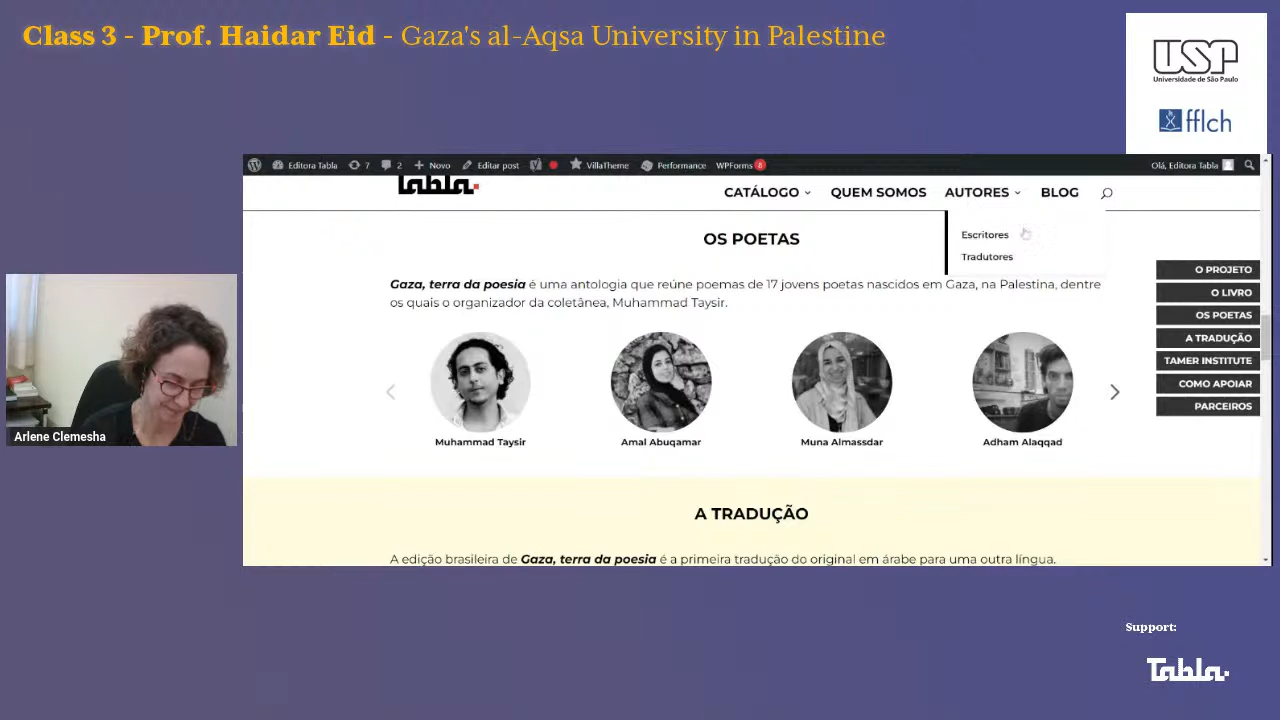 Class 3 - Prof. Haidar Eid - Gaza's al-Aqsa University in Palestine
USP
Universidade de São Paulo
fflch
Editora Tabla 7 2 Novo Editar post VillaTheme Performance WPForms 8 Olá, Editora Tabla
Tabla.
CATÁLOGO QUEM SOMOS AUTORES BLOG
Escritores
Tradutores
OS POETAS
Gaza, terra da poesia é uma antologia que reúne poemas de 17 jovens poetas nascidos em Gaza, na Palestina, dentre
os quais o organizador da coletânea, Muhammad Taysir.
Muhammad Taysir
Amal Abuqamar
Muna Almassdar
Adham Alaqqad
O PROJETO
O LIVRO
OS POETAS
A TRADUÇÃO
TAMER INSTITUTE
COMO APOIAR
PARCEIROS
A TRADUÇÃO
A edição brasileira de Gaza, terra da poesia é a primeira tradução do original em árabe para uma outra língua.
Arlene Clemesha
Support:
Tabla.